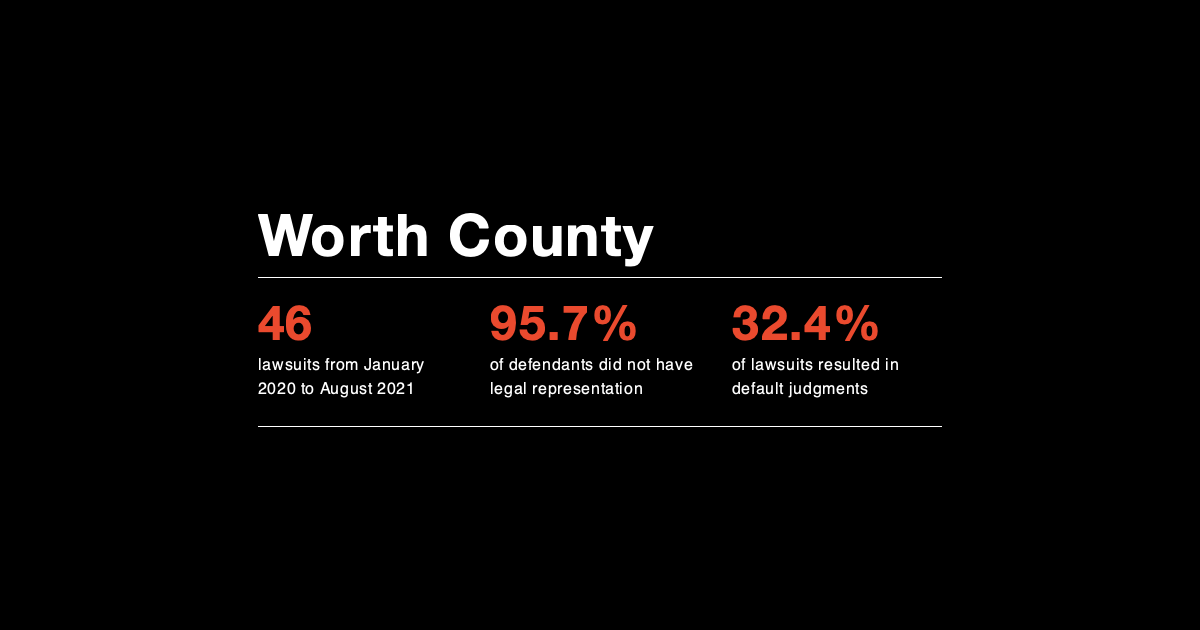 Worth County
46
lawsuits from January
2020 to August 2021
95.7%
of defendants did not have
legal representation
32.4%
of lawsuits resulted in
default judgments